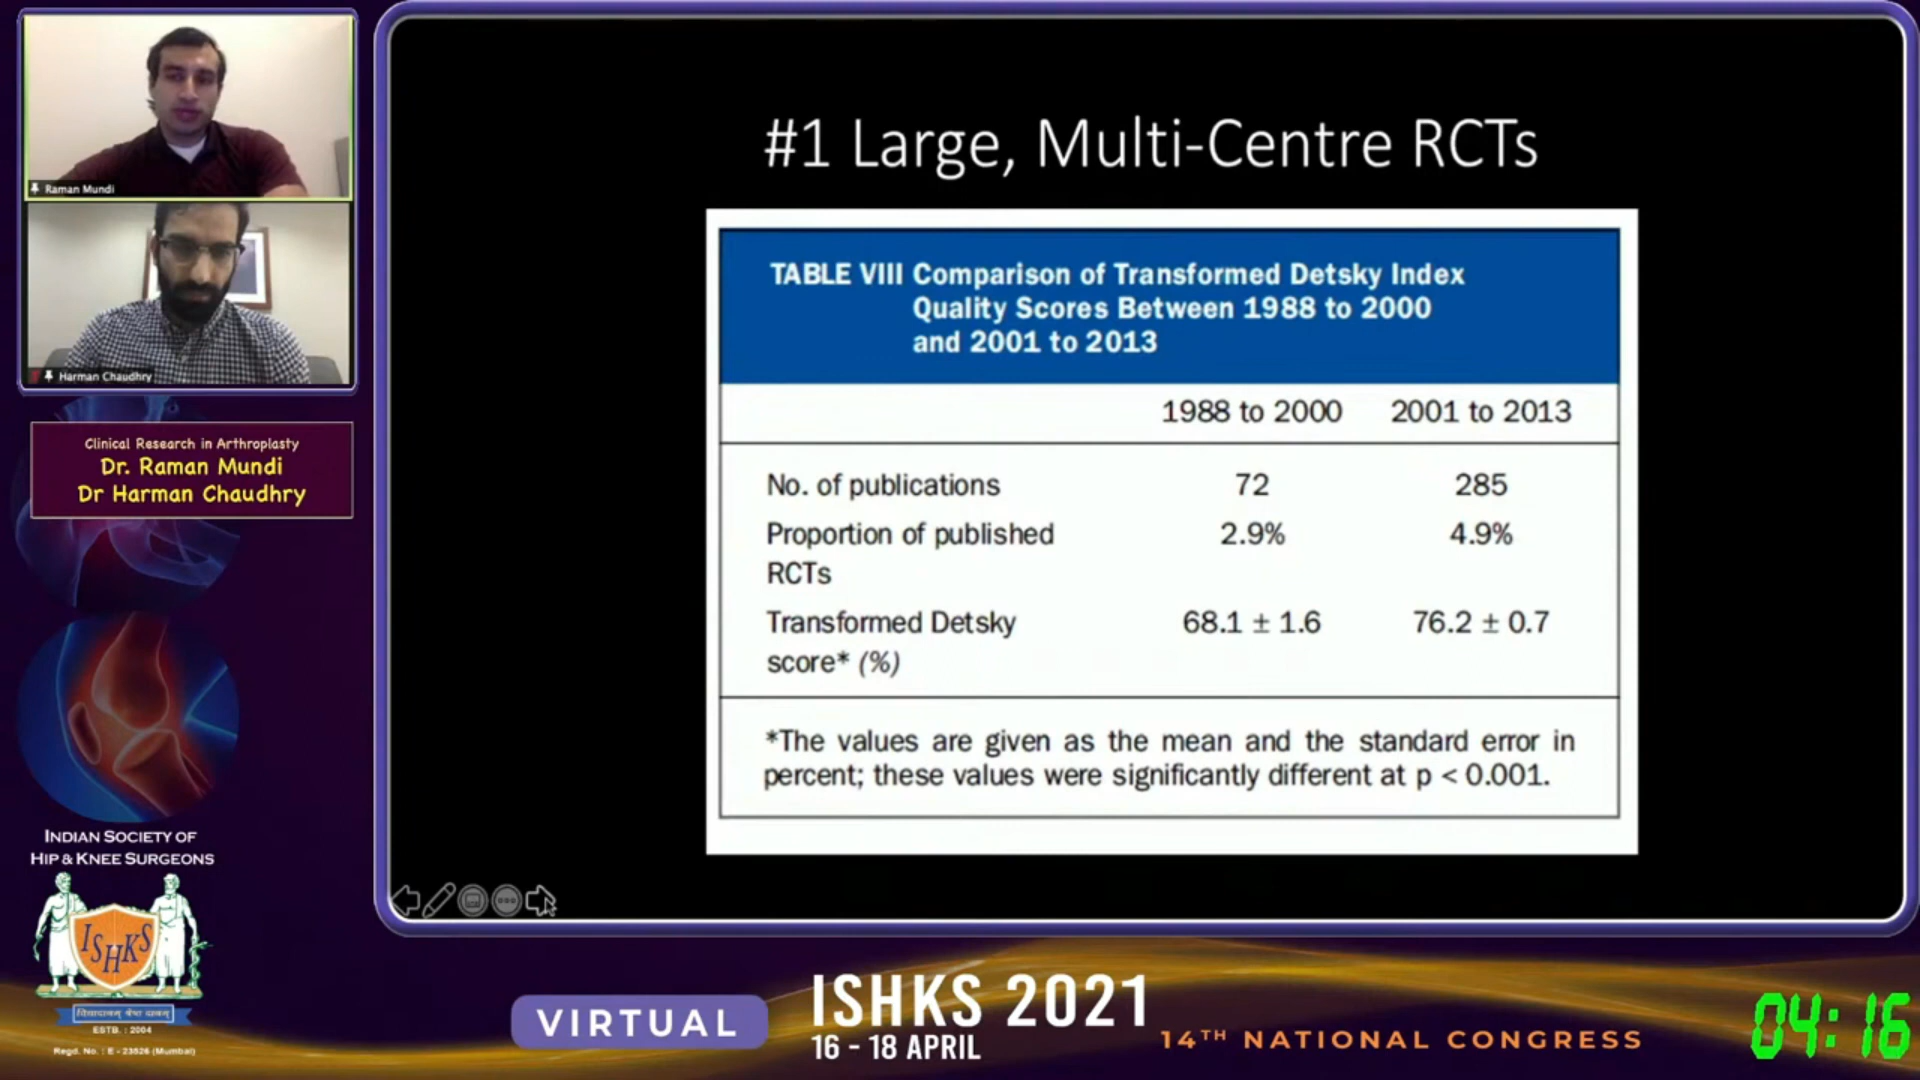 Raman Mundi
Harman Chaudhry
Clinical Research in Arthroplasty
Dr. Raman Mundi
Dr Harman Chaudhry
INDIAN SOCIETY OF
HIP & KNEE SURGEONS
ISHKS
ESTB. : 2004
Regd. No. : E - 23526 (Mumbai)
#1 Large, Multi-Centre RCTs
TABLE VIII Comparison of Transformed Detsky Index
Quality Scores Between 1988 to 2000
and 2001 to 2013
1988 to 2000 2001 to 2013
No. of publications 72 285
Proportion of published 2.9% 4.9%
RCTs
Transformed Detsky 68.1 ± 1.6 76.2 ± 0.7
score* (%)
*The values are given as the mean and the standard error in
percent; these values were significantly different at p < 0.001.
VIRTUAL
ISHKS 2021
16 - 18 APRIL
14TH NATIONAL CONGRESS
04:16